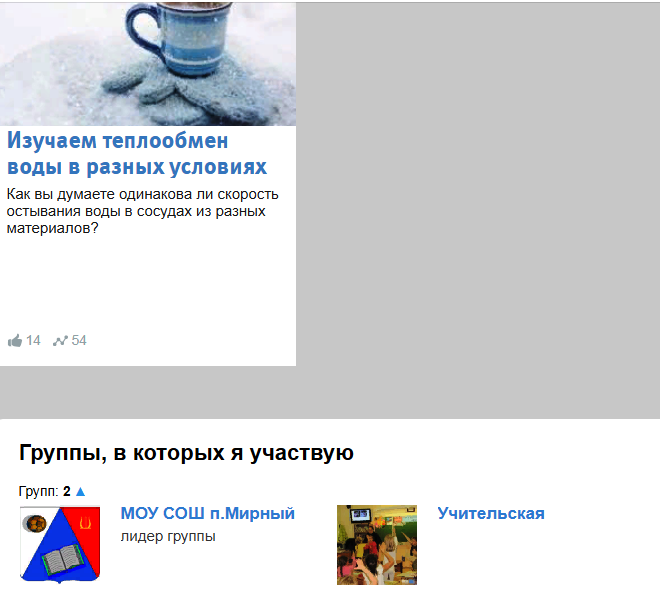 Изучаем теплообмен
воды в разных условиях
Как вы думаете одинакова ли скорость
остывания воды в сосудах из разных
материалов?
14 54
Группы, в которых я участвую
Групп: 2 ▲
МОУ СОШ п.Мирный
лидер группы
Учительская